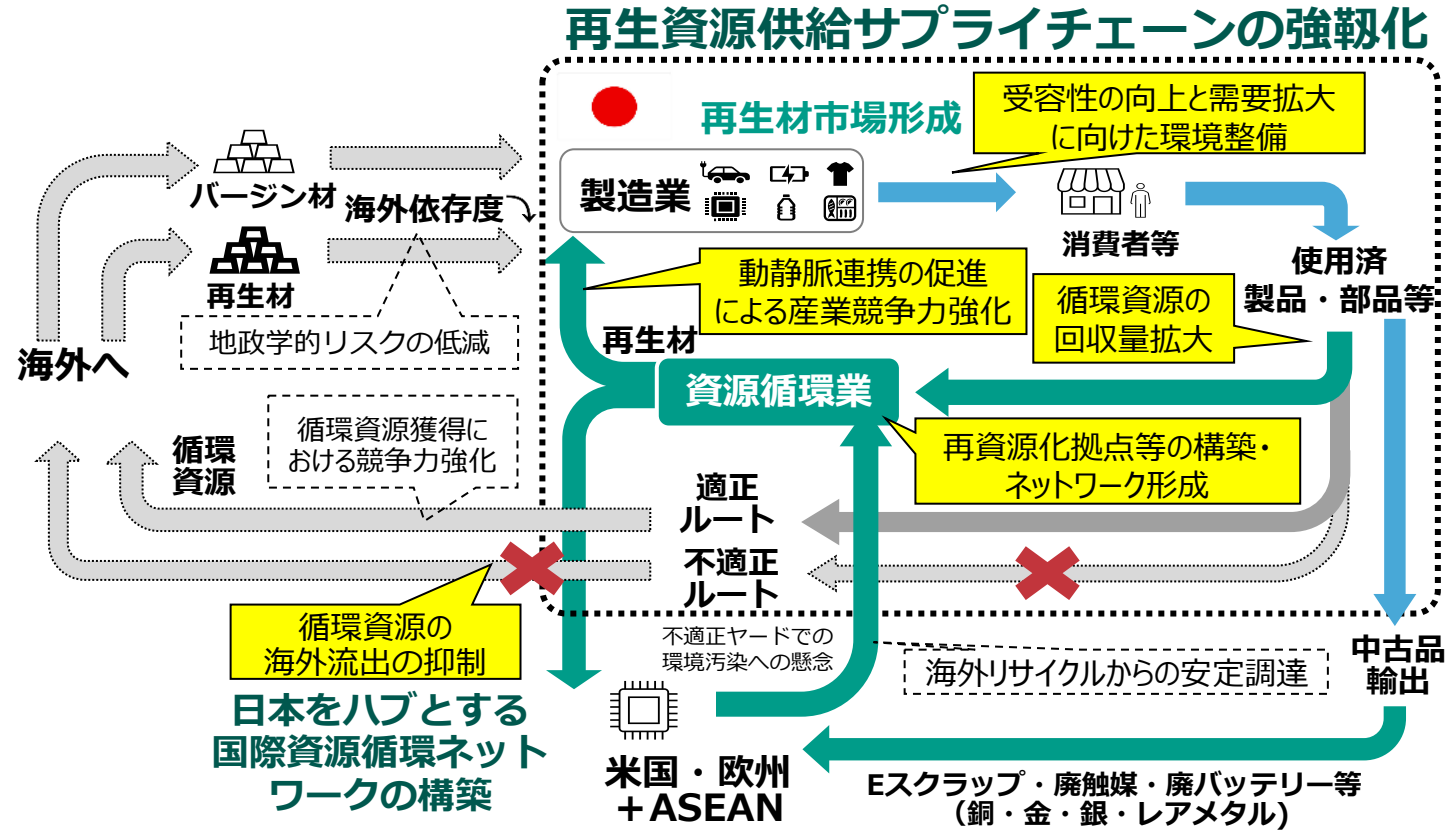 再生資源供給サプライチェーンの強靱化
再生材市場形成
受容性の向上と需要拡大
に向けた環境整備
バージン材
海外依存度
製造業
消費者等
再生材
地政学的リスクの低減
動静脈連携の促進
による産業競争力強化
使用済
製品・部品等
循環資源の
回収量拡大
海外へ
再生材
資源循環業
循環
資源
循環資源獲得に
おける競争力強化
再資源化拠点等の構築・
ネットワーク形成
適正
ルート
不適正
ルート
循環資源の
海外流出の抑制
不適正ヤードでの
環境汚染への懸念
海外リサイクルからの安定調達
中古品
輸出
日本をハブとする
国際資源循環ネット
ワークの構築
米国・欧州
+ASEAN
Eスクラップ・廃触媒・廃バッテリー等
（銅・金・銀・レアメタル)